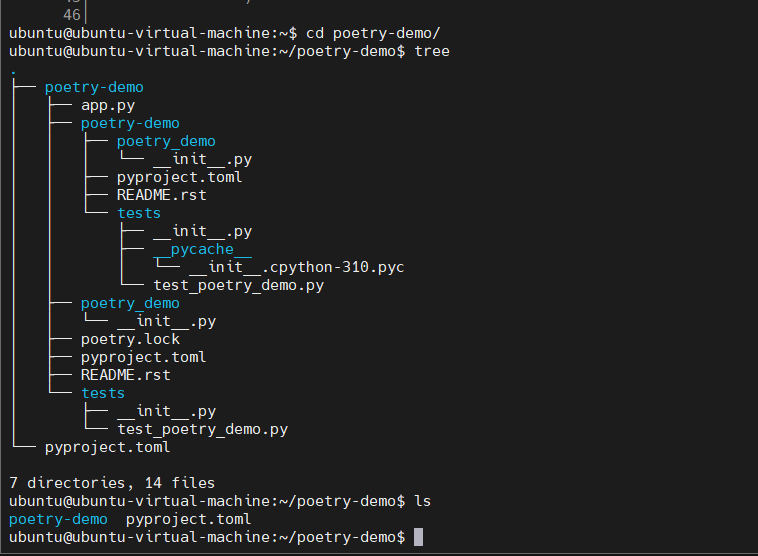 46|
ubuntu@ubuntu-virtual-machine:~$ cd poetry-demo/
ubuntu@ubuntu-virtual-machine:~/poetry-demo$ tree
.
├── poetry-demo
│   ├── app.py
│   ├── poetry-demo
│   │   ├── poetry_demo
│   │   │   └── __init__.py
│   │   ├── pyproject.toml
│   │   ├── README.rst
│   │   └── tests
│   │       ├── __init__.py
│   │       ├── __pycache__
│   │       │   └── __init__.cpython-310.pyc
│   │       └── test_poetry_demo.py
│   ├── poetry_demo
│   │   └── __init__.py
│   ├── poetry.lock
│   ├── pyproject.toml
│   ├── README.rst
│   └── tests
│       ├── __init__.py
│       └── test_poetry_demo.py
└── pyproject.toml

7 directories, 14 files
ubuntu@ubuntu-virtual-machine:~/poetry-demo$ ls
poetry-demo  pyproject.toml
ubuntu@ubuntu-virtual-machine:~/poetry-demo$